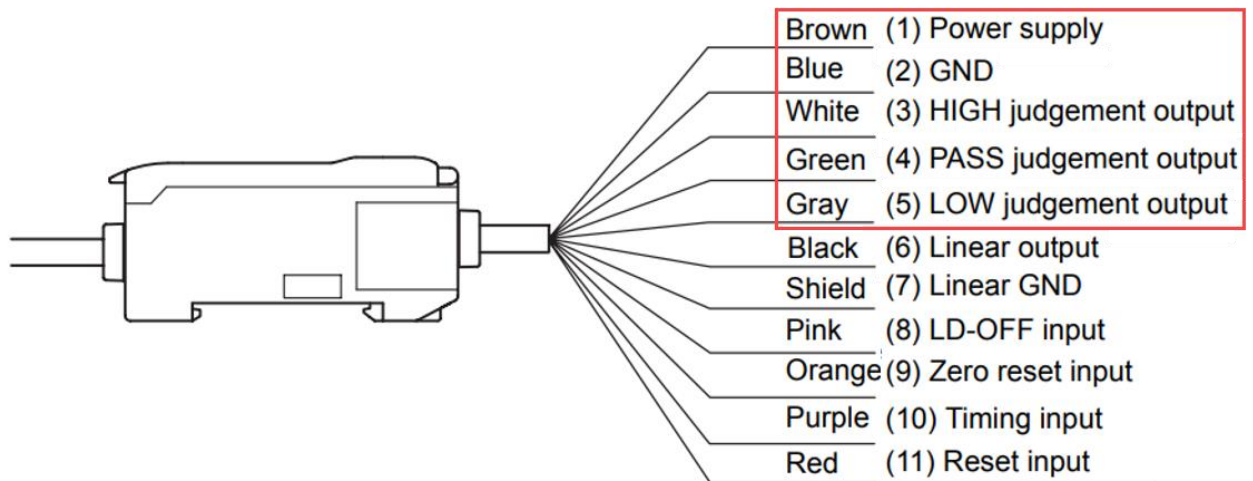 Brown (1) Power supply
Blue (2) GND
White (3) HIGH judgement output
Green (4) PASS judgement output
Gray (5) LOW judgement output
Black (6) Linear output
Shield (7) Linear GND
Pink (8) LD-OFF input
Orange (9) Zero reset input
Purple (10) Timing input
Red (11) Reset input